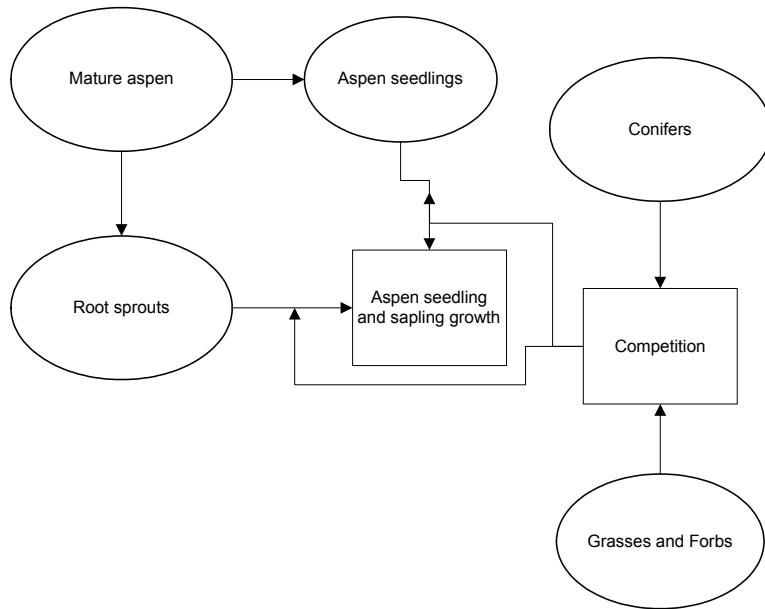 Mature aspen
Aspen seedlings
Conifers
Root sprouts
Aspen seedling
and sapling growth
Competition
Grasses and Forbs